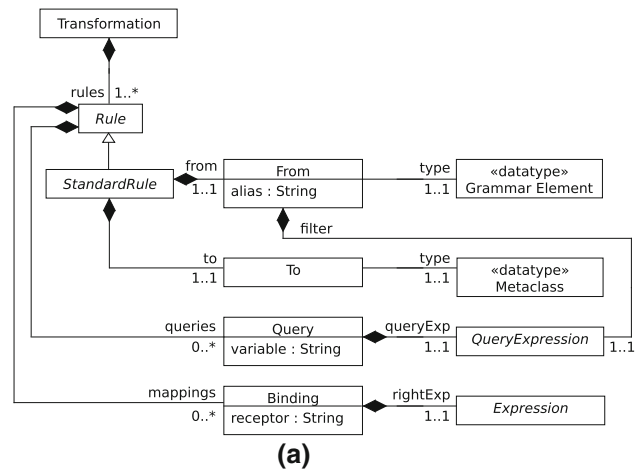 Transformation
rules 1..*
Rule
from
From
type
«datatype»
StandardRule
1..1
alias : String
1..1
Grammar Element
filter
to
To
type
«datatype»
1..1
1..1
Metaclass
queries
Query
queryExp
QueryExpression
0..*
variable : String
1..1
1..1
mappings
Binding
rightExp
Expression
0..*
receptor : String
1..1
(a)